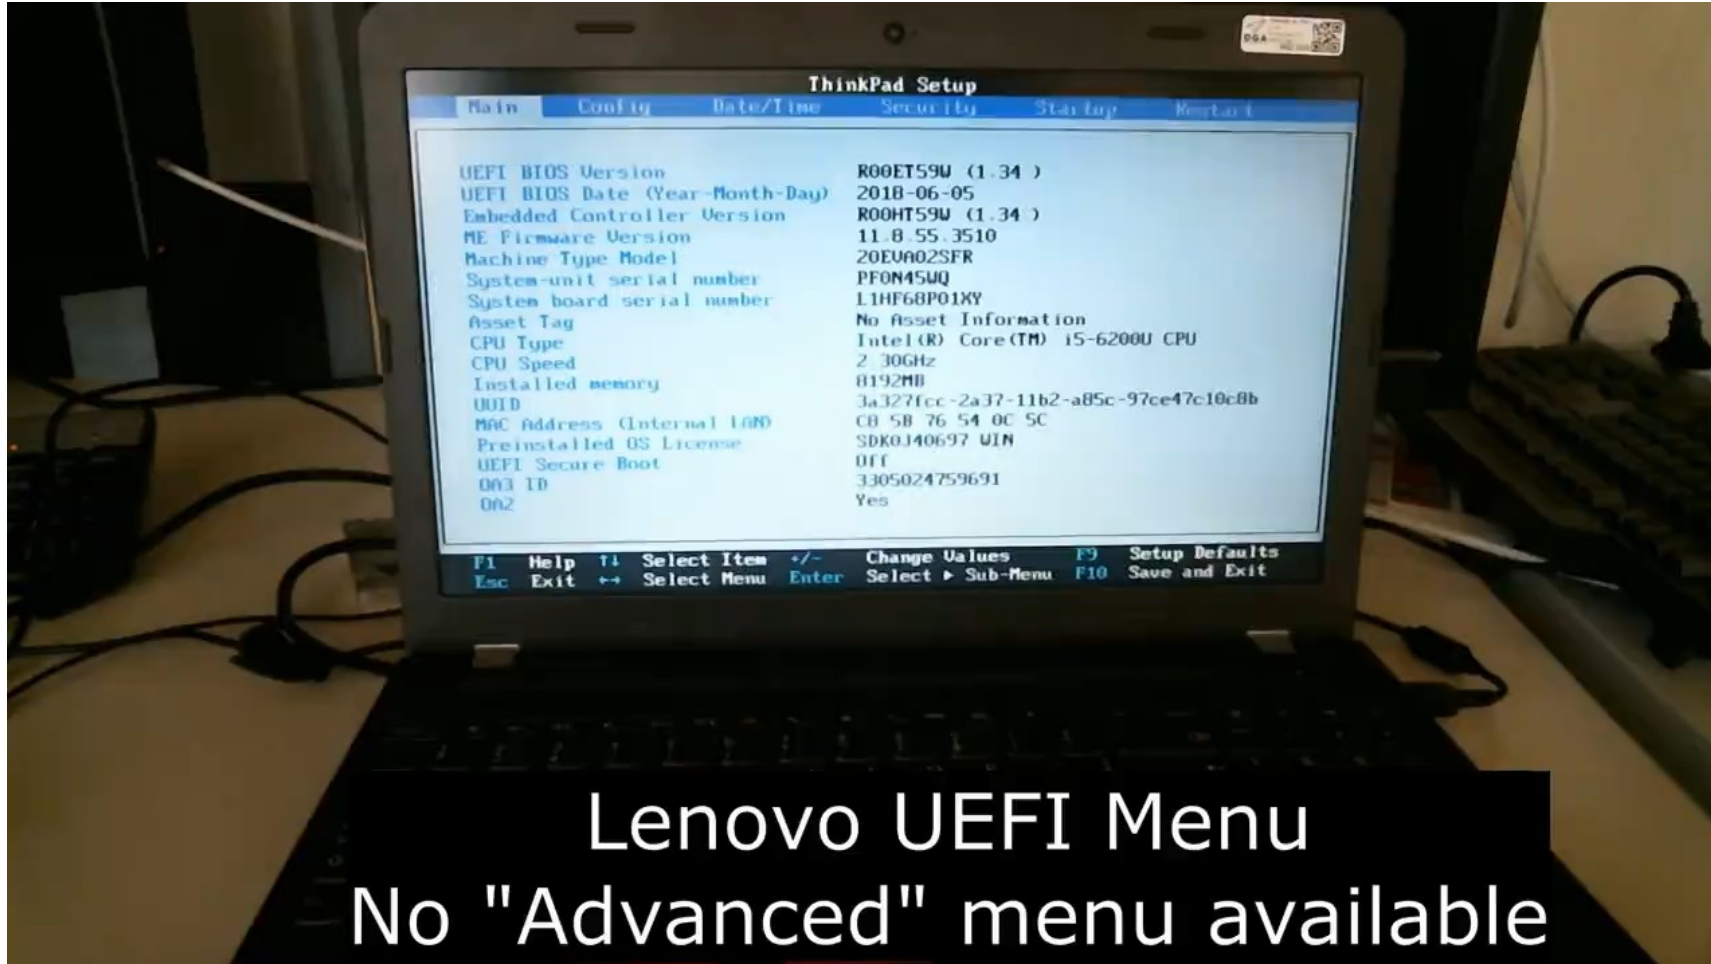 DGA
ThinkPad Setup
Main Config Date/Time Security Startup Restart
UEFI BIOS Version R00ET59W (1.34 )
UEFI BIOS Date (Year-Month-Day) 2018-06-05
Embedded Controller Version R00HT59W (1.34 )
ME Firmware Version 11.8.55.3510
Machine Type Model 20EVA02SFR
System-unit serial number PF0N45WQ
System board serial number L1HF68P01XY
Asset Tag No Asset Information
CPU Type Intel(R) Core(TM) i5-6200U CPU
CPU Speed 2.30GHz
Installed memory 8192MB
UUID 3a327fcc-2a37-11b2-a85c-97ce47c10c8b
MAC Address (Internal LAN) C8 5B 76 54 0C 5C
Preinstalled OS License SDK0J40697 WIN
UEFI Secure Boot Off
OA3 ID 3305024759691
OA2 Yes
F1 Help ↑↓ Select Item +/- Change Values F9 Setup Defaults
Esc Exit ←→ Select Menu Enter Select ▶ Sub-Menu F10 Save and Exit
Lenovo UEFI Menu
No "Advanced" menu available